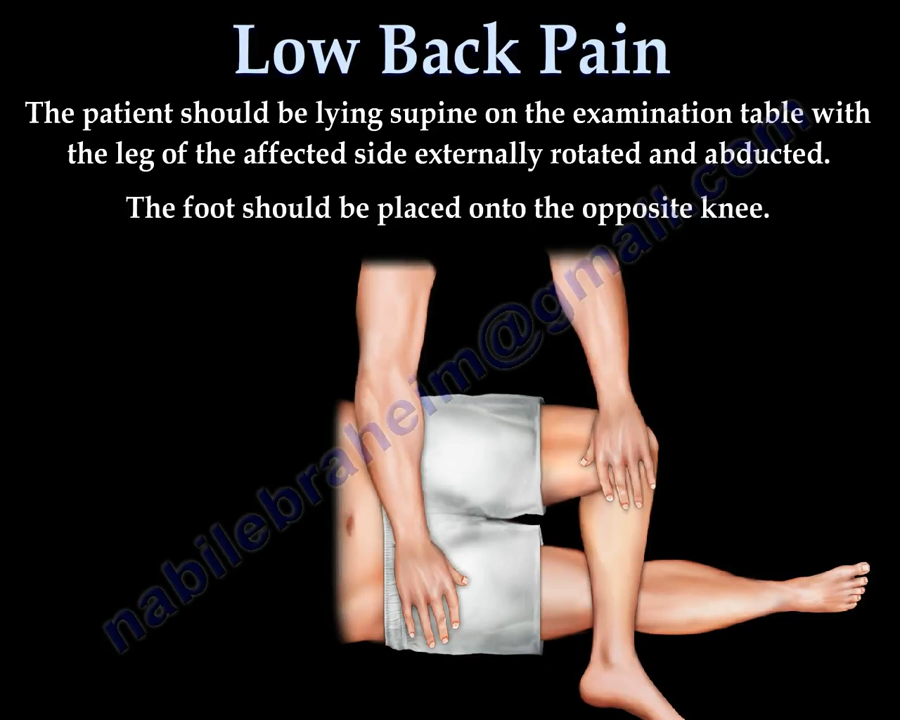 Low Back Pain
The patient should be lying supine on the examination table with
the leg of the affected side externally rotated and abducted.
The foot should be placed onto the opposite knee.
nabilebraheim@gmail.com